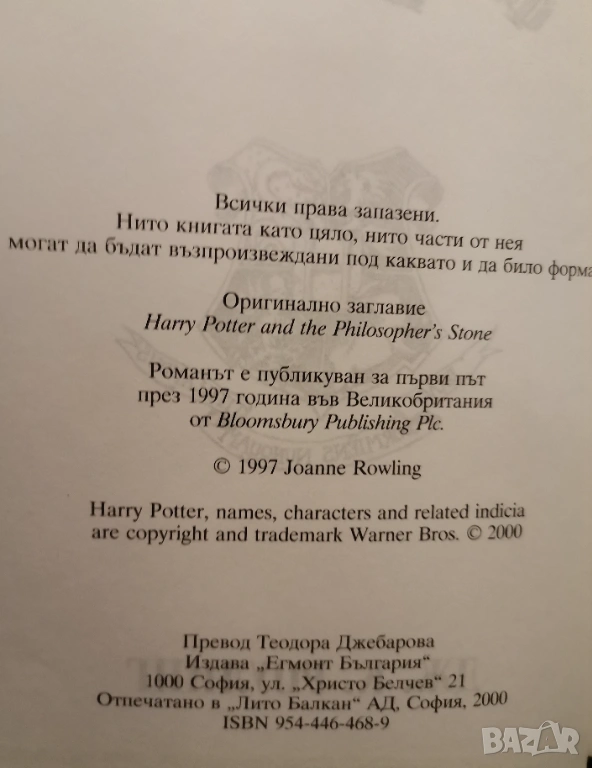 Всички права запазени.
Нито книгата като цяло, нито части от нея
могат да бъдат възпроизвеждани под каквато и да било форма
Оригинално заглавие
Harry Potter and the Philosopher's Stone
Романът е публикуван за първи път
през 1997 година във Великобритания
от Bloomsbury Publishing Plc.
© 1997 Joanne Rowling
Harry Potter, names, characters and related indicia
are copyright and trademark Warner Bros. © 2000
Превод Теодора Джебарова
Издава „Егмонт България“
1000 София, ул. „Христо Белчев“ 21
Отпечатано в „Лито Балкан“ АД, София, 2000
ISBN 954-446-468-9
BAZAR